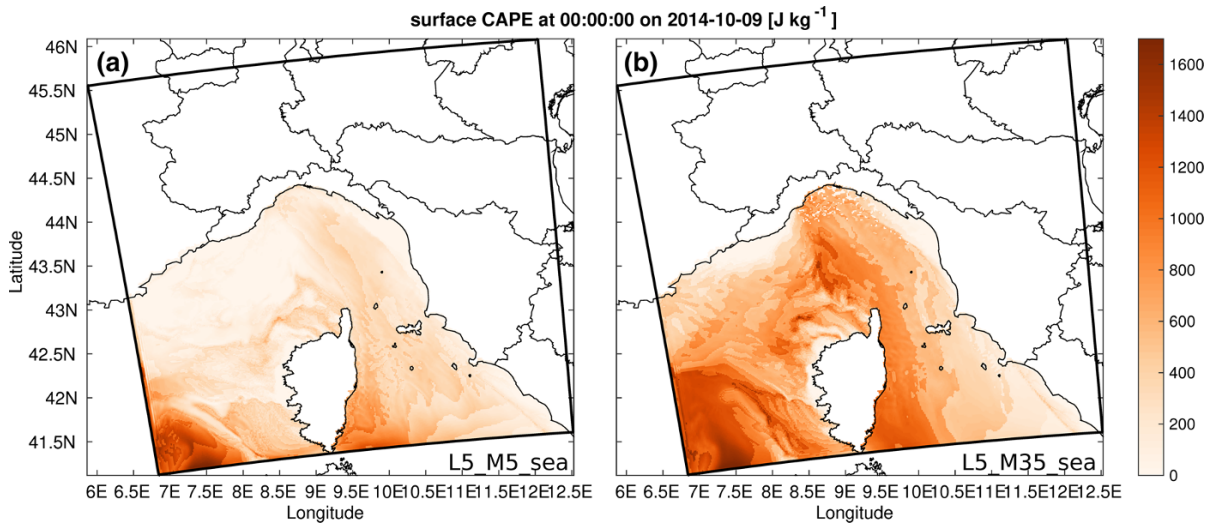 surface CAPE at 00:00:00 on 2014-10-09 [J kg⁻¹]
(a)
46N
45.5N
45N
44.5N
44N
43.5N
43N
42.5N
42N
41.5N
Latitude
L5_M5_sea
6E 6.5E 7E 7.5E 8E 8.5E 9E 9.5E 10E 10.5E 11E 11.5E 12E 12.5E
Longitude
(b)
L5_M35_sea
6E 6.5E 7E 7.5E 8E 8.5E 9E 9.5E 10E 10.5E 11E 11.5E 12E 12.5E
Longitude
1600
1400
1200
1000
800
600
400
200
0